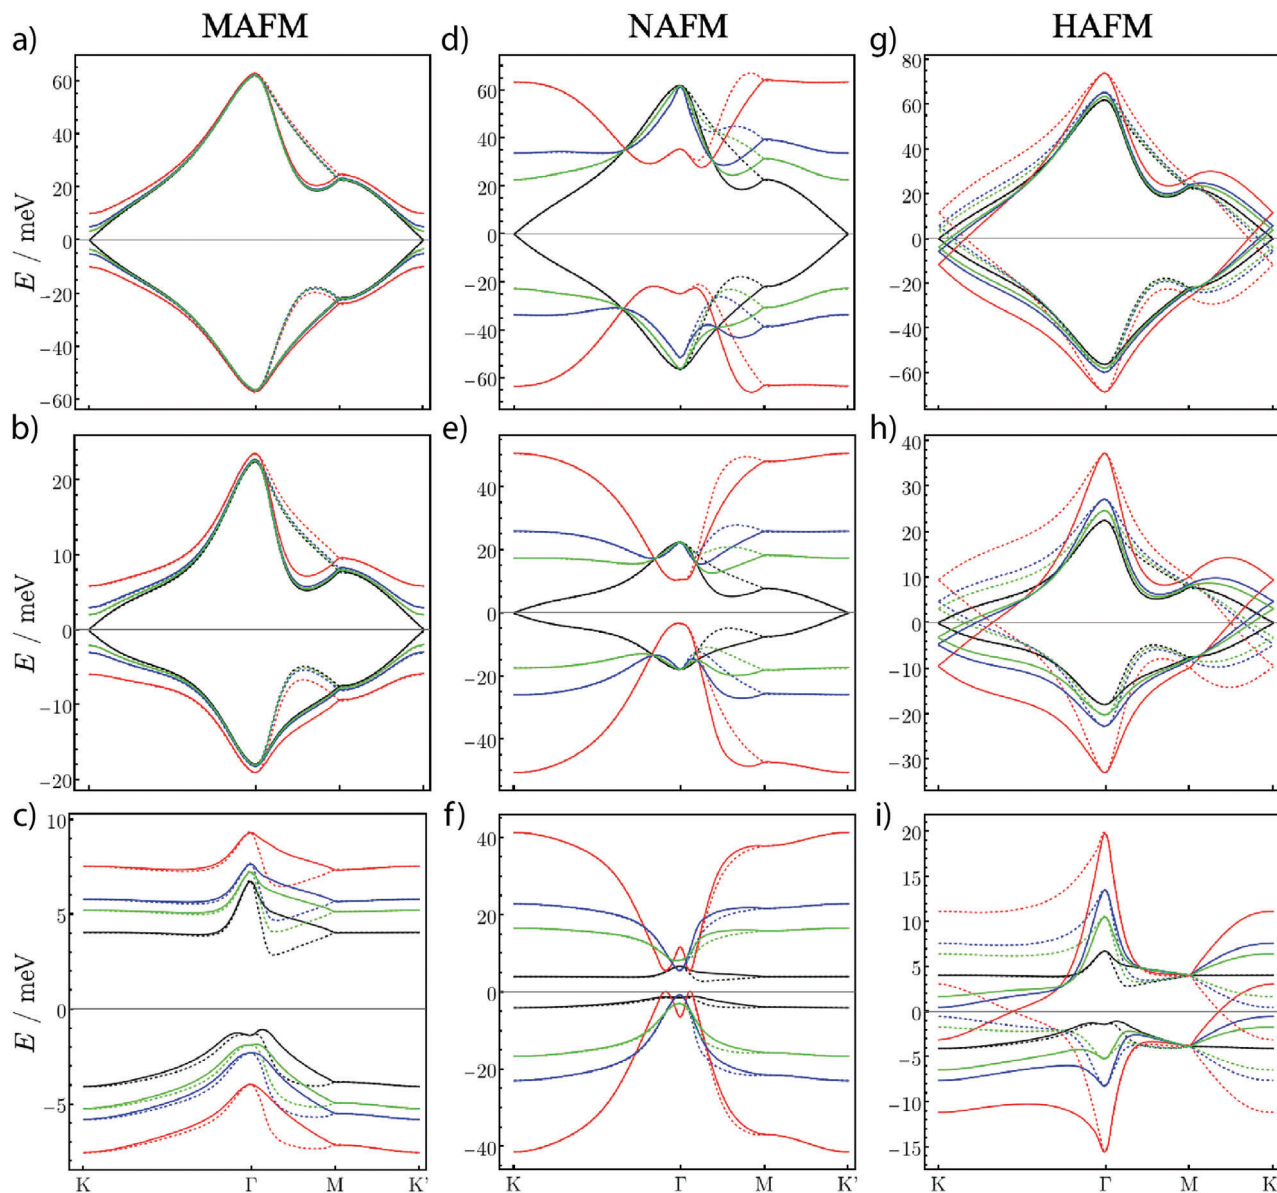 MAFM NAFM HAFM
a) d) g)
60 40 20 0 −20 −40 −60
E / meV
60 40 20 0 −20 −40 −60
80 60 40 20 0 −20 −40 −60
b) e) h)
20 10 0 −10 −20
E / meV
40 20 0 −20 −40
40 30 20 10 0 −10 −20 −30
c) f) i)
10 5 0 −5
E / meV
40 20 0 −20 −40
20 15 10 5 0 −5 −10 −15
K Γ M K' K Γ M K' K Γ M K